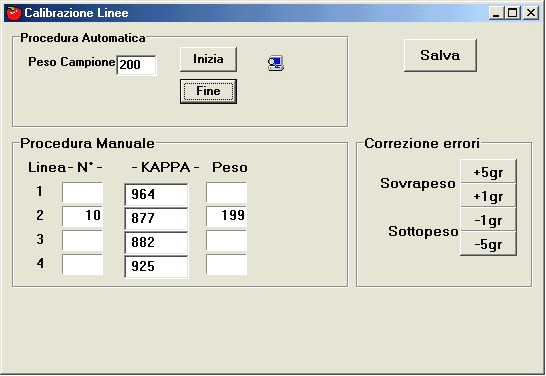 Calibrazione Linee
Procedura Automatica
Peso Campione 200
Inizia
Fine
Salva
Procedura Manuale
Linea - N° - - KAPPA - Peso
1 964
2 10 877 199
3 882
4 925
Correzione errori
Sovrapeso
+5gr
+1gr
Sottopeso
-1gr
-5gr